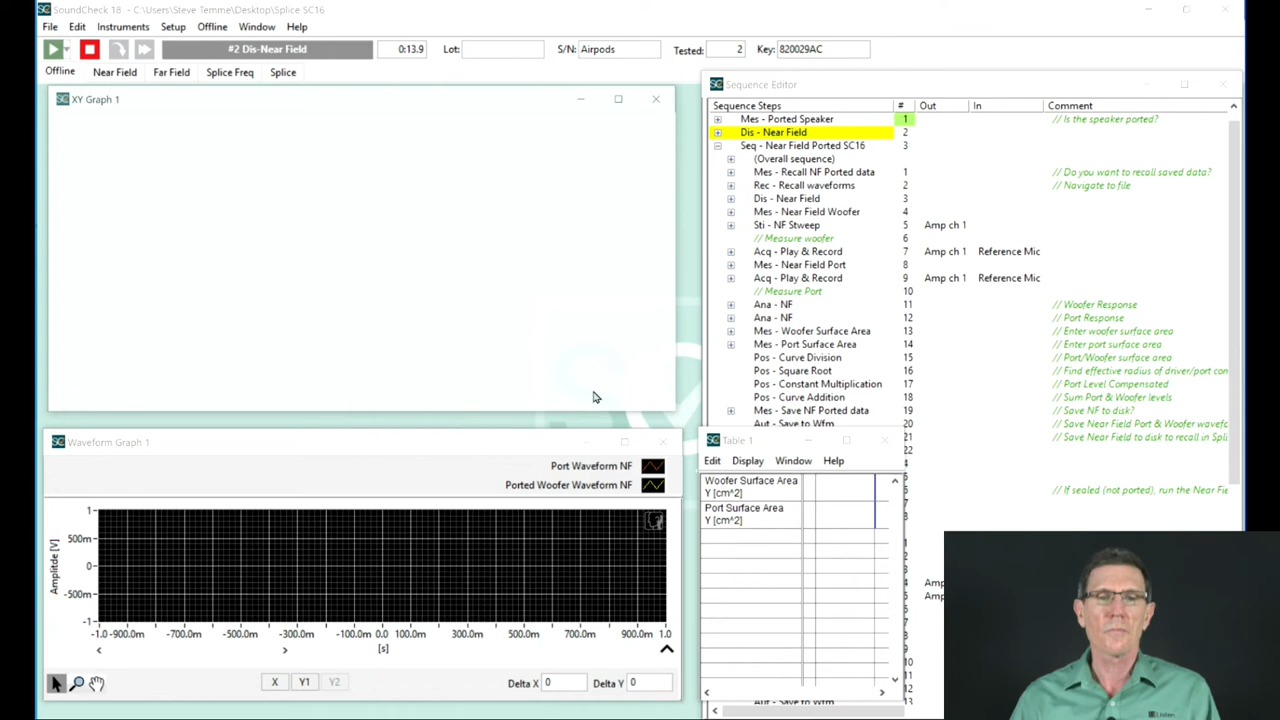 SoundCheck 18 - C:\Users\Steve Temme\Desktop\Splice SC16
File Edit Instruments Setup Offline Window Help
#2 Dis-Near Field 0:13.9 Lot: S/N: Airpods Tested: 2 Key: 820029AC
Offline Near Field Far Field Splice Freq Splice
XY Graph 1
Sequence Editor
Sequence Steps # Out In Comment
Mes - Ported Speaker 1 // Is the speaker ported?
Dis - Near Field 2
Seq - Near Field Ported SC16 3
(Overall sequence)
Mes - Recall NF Ported data 1 // Do you want to recall saved data?
Rec - Recall waveforms 2 // Navigate to file
Dis - Near Field 3
Mes - Near Field Woofer 4
Sti - NF Stweep 5 Amp ch 1
// Measure woofer 6
Acq - Play & Record 7 Amp ch 1 Reference Mic
Mes - Near Field Port 8
Acq - Play & Record 9 Amp ch 1 Reference Mic
// Measure Port 10
Ana - NF 11 // Woofer Response
Ana - NF 12 // Port Response
Mes - Woofer Surface Area 13 // Enter woofer surface area
Mes - Port Surface Area 14 // Enter port surface area
Pos - Curve Division 15 // Port/Woofer surface area
Pos - Square Root 16 // Find effective radius of driver/port con
Pos - Constant Multiplication 17 // Port Level Compensated
Pos - Curve Addition 18 // Sum Port & Woofer levels
Mes - Save NF Ported data 19 // Save NF to disk?
Aut - Save to Wfm 20 // Save Near Field Port & Woofer wavefo
21 // Save Near Field to disk to recall in Spli
22
// If sealed (not ported), run the Near Fie
Waveform Graph 1
Port Waveform NF
Ported Woofer Waveform NF
Amplitde [V]
1
500m
0
-500m
-1
-1.0 -900.0m -700.0m -500.0m -300.0m -100.0m 0.0 100.0m 300.0m 500.0m 700.0m 900.0m 1.0
[s]
X Y1 Y2 Delta X 0 Delta Y 0
Table 1
Edit Display Window Help
Woofer Surface Area
Y [cm^2]
Port Surface Area
Y [cm^2]